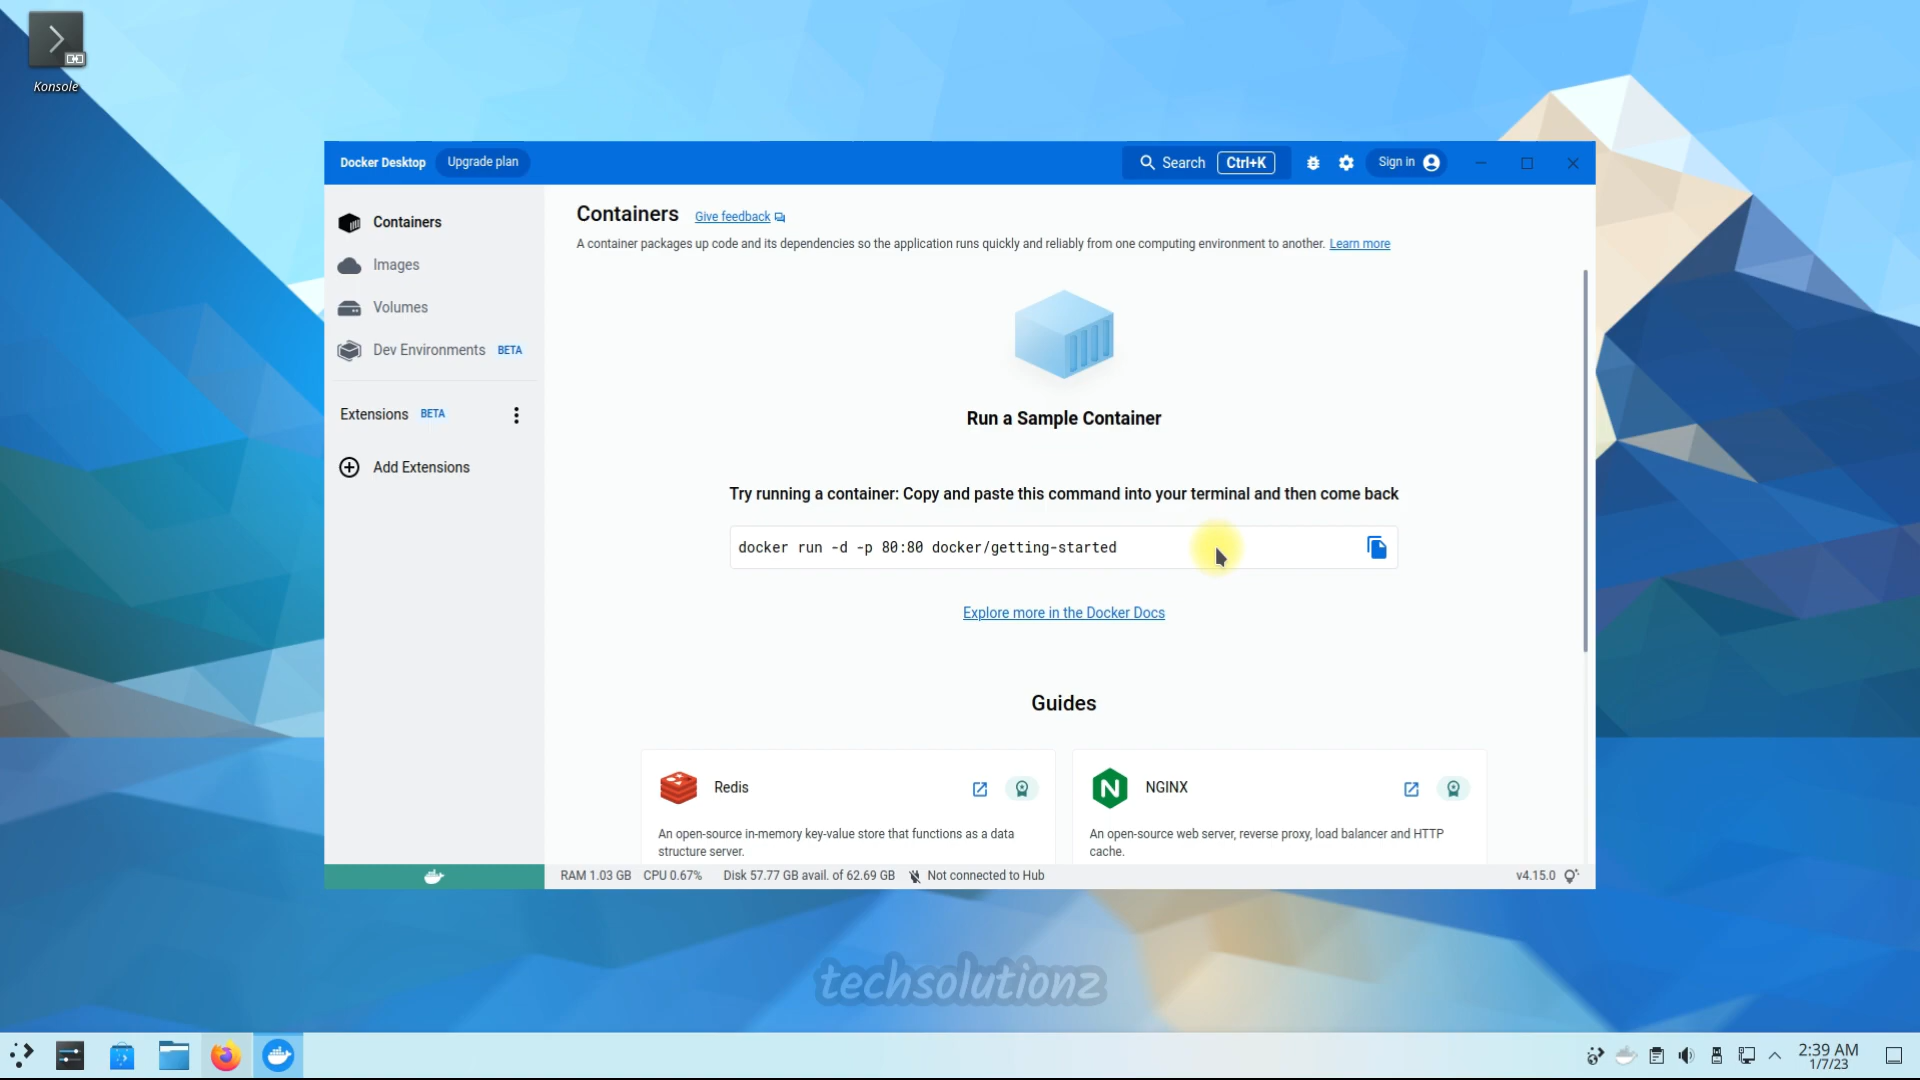 Konsole
Docker Desktop Upgrade plan Search Ctrl+K Sign in
Containers
Images
Volumes
Dev Environments BETA
Extensions BETA
Add Extensions
Containers Give feedback
A container packages up code and its dependencies so the application runs quickly and reliably from one computing environment to another. Learn more
Run a Sample Container
Try running a container: Copy and paste this command into your terminal and then come back
docker run -d -p 80:80 docker/getting-started
Explore more in the Docker Docs
Guides
Redis
An open-source in-memory key-value store that functions as a data
structure server.
NGINX
An open-source web server, reverse proxy, load balancer and HTTP
cache.
RAM 1.03 GB CPU 0.67% Disk 57.77 GB avail. of 62.69 GB Not connected to Hub v4.15.0
techsolutionz
2:39 AM
1/7/23